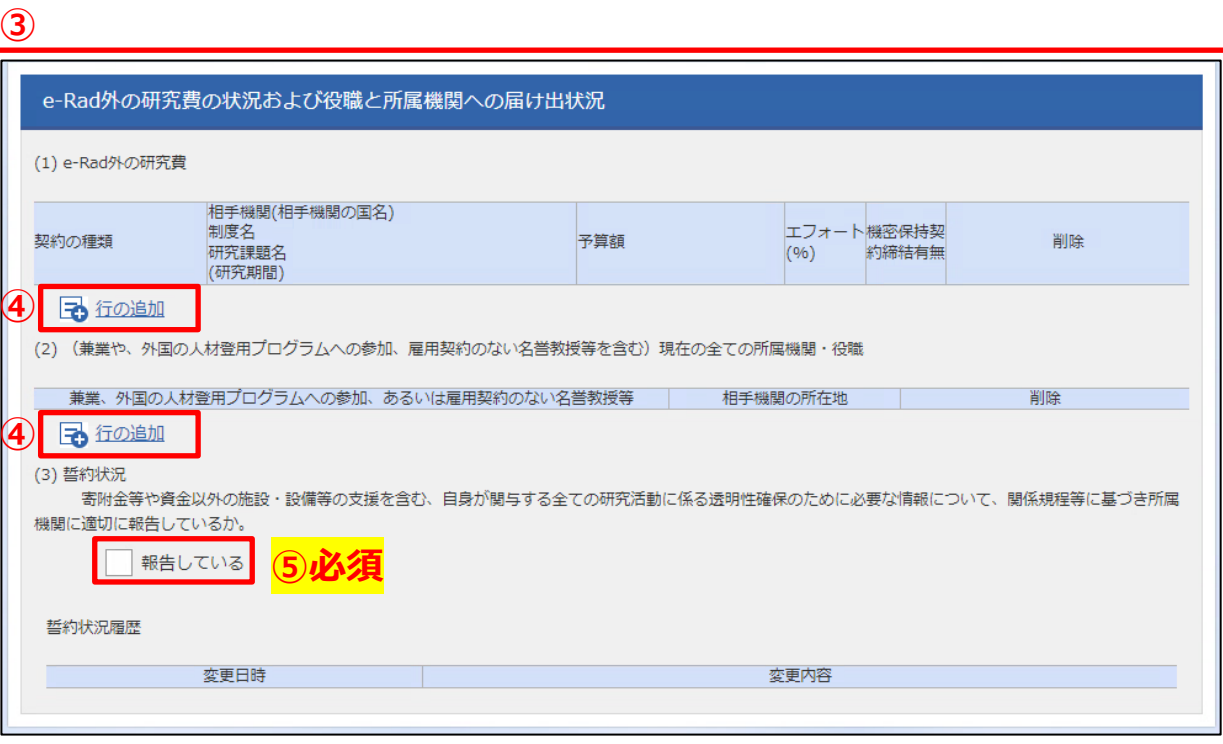 ③
e-Rad外の研究費の状況および役職と所属機関への届け出状況
(1) e-Rad外の研究費
契約の種類
相手機関(相手機関の国名)
制度名
研究課題名
(研究期間)
予算額
エフォート
(%)
機密保持契
約締結有無
削除
④
行の追加
(2) （兼業や、外国の人材登用プログラムへの参加、雇用契約のない名誉教授等を含む）現在の全ての所属機関・役職
兼業、外国の人材登用プログラムへの参加、あるいは雇用契約のない名誉教授等
相手機関の所在地
削除
④
行の追加
(3) 誓約状況
寄附金等や資金以外の施設・設備等の支援を含む、自身が関与する全ての研究活動に係る透明性確保のために必要な情報について、関係規程等に基づき所属
機関に適切に報告しているか。
報告している
⑤必須
誓約状況履歴
変更日時
変更内容